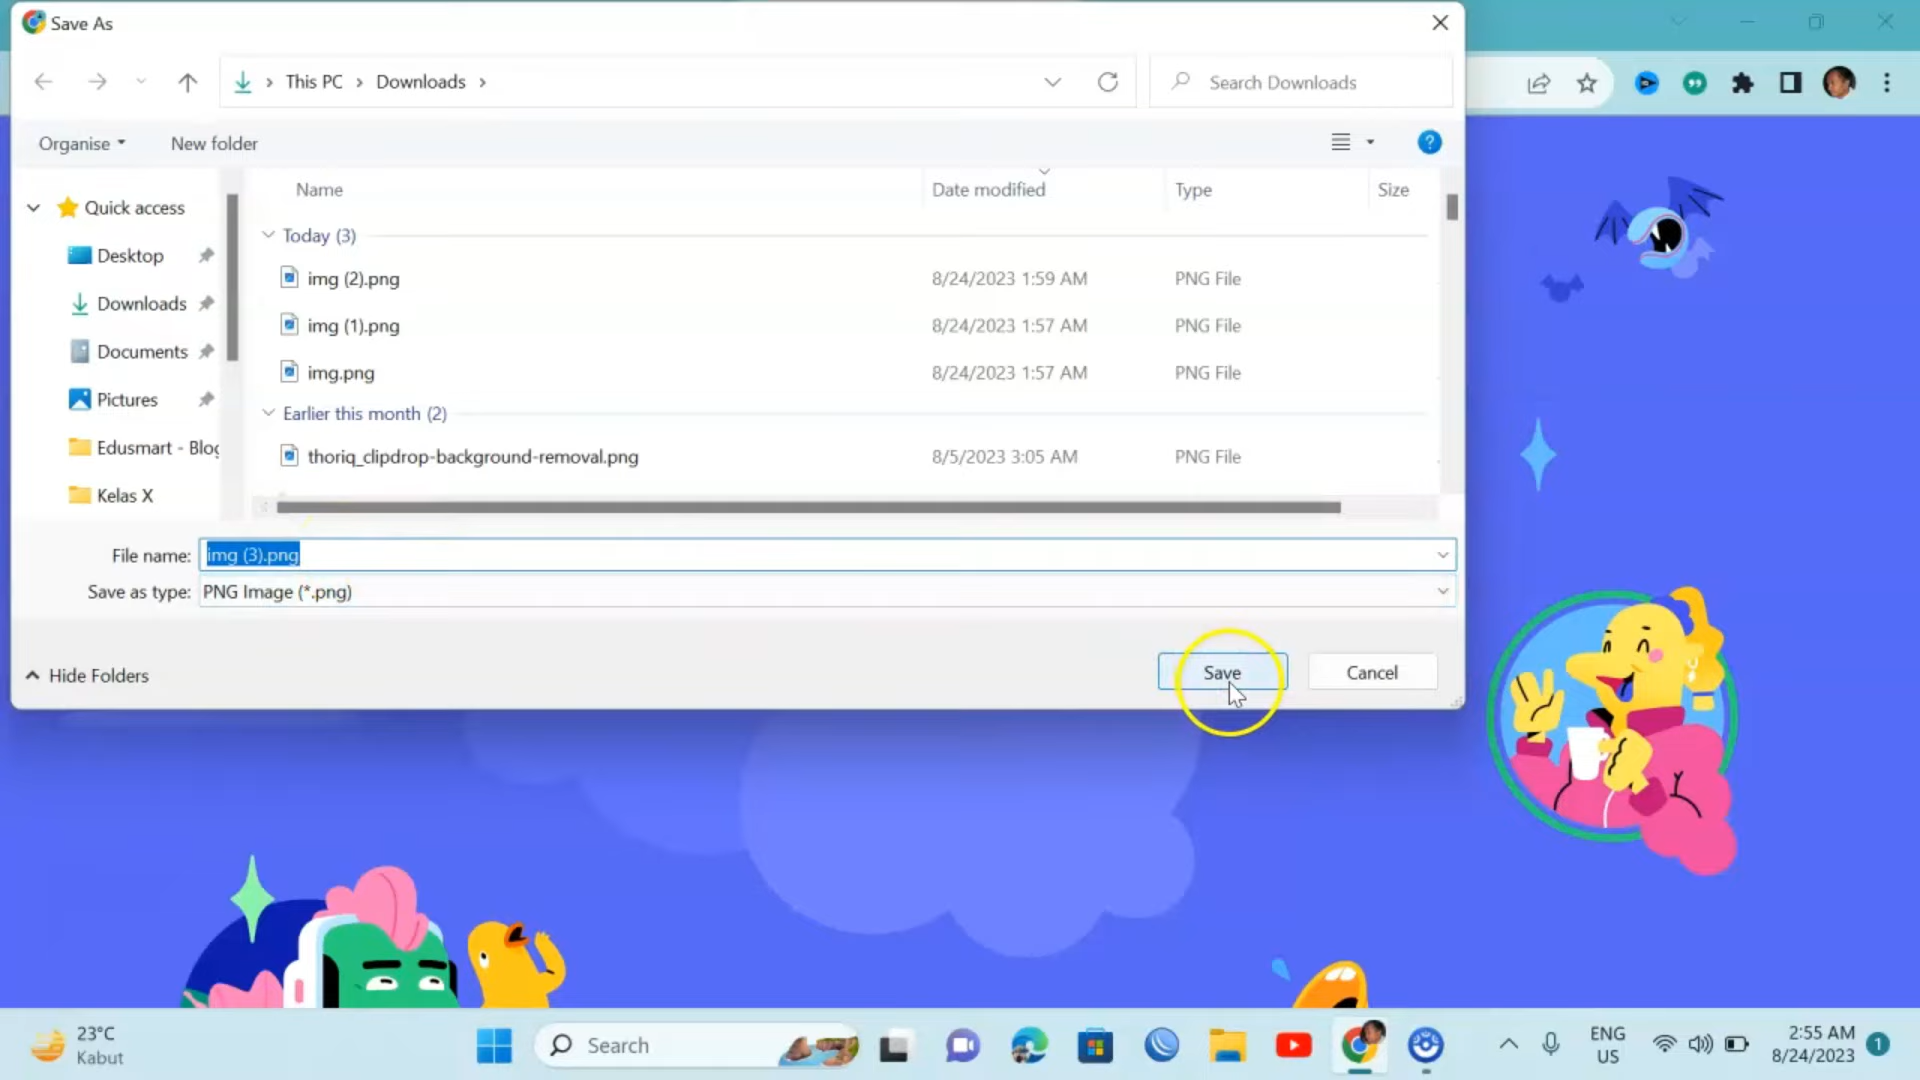 Save As
This PC > Downloads >
Search Downloads
Organise
New folder
?
Name
Date modified
Type
Size
Quick access
Desktop
Downloads
Documents
Pictures
Edusmart - Blog
Kelas X
Today (3)
img (2).png 8/24/2023 1:59 AM PNG File
img (1).png 8/24/2023 1:57 AM PNG File
img.png 8/24/2023 1:57 AM PNG File
Earlier this month (2)
thoriq_clipdrop-background-removal.png 8/5/2023 3:05 AM PNG File
File name: img (3).png
Save as type: PNG Image (*.png)
Hide Folders
Save
Cancel
23°C
Kabut
Search
ENG
US
2:55 AM
8/24/2023
1